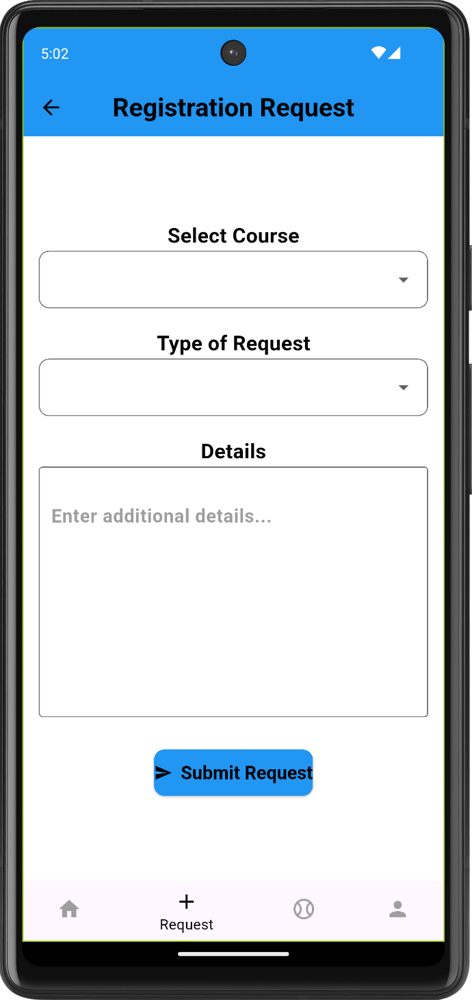 5:02
Registration Request
Select Course
Type of Request
Details
Enter additional details...
Submit Request
Request